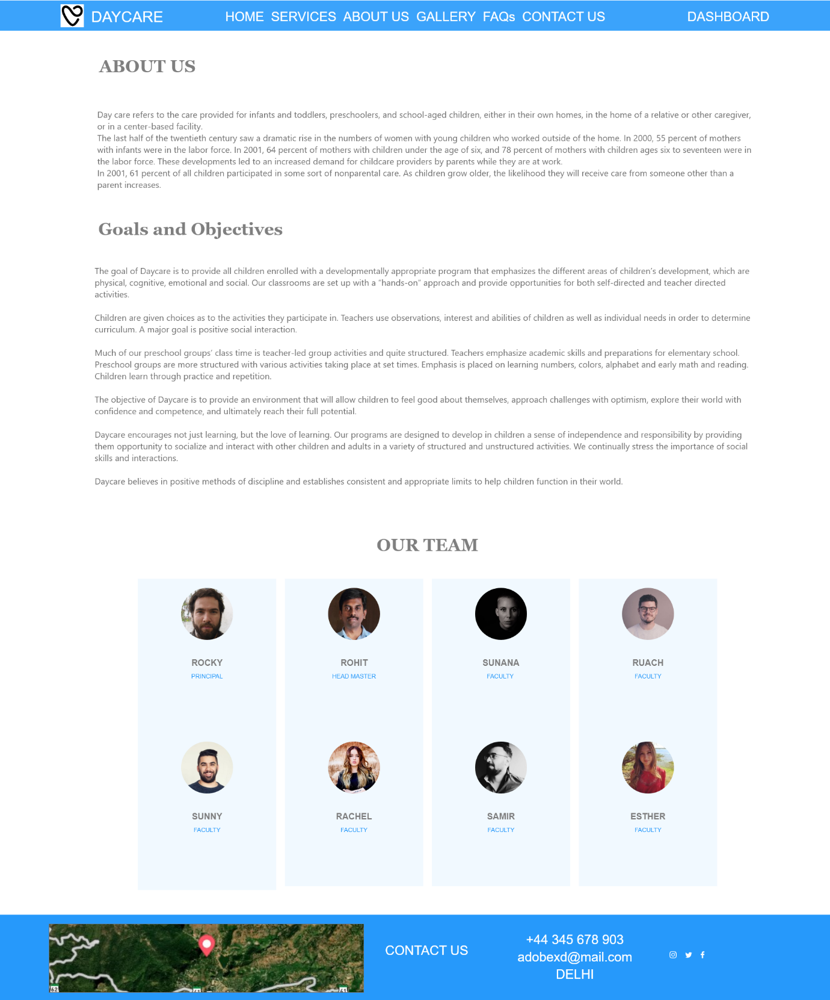 DAYCARE
HOME SERVICES ABOUT US GALLERY FAQs CONTACT US
DASHBOARD
ABOUT US
Day care refers to the care provided for infants and toddlers, preschoolers, and school-aged children, either in their own homes, in the home of a relative or other caregiver,
or in a center-based facility.
The last half of the twentieth century saw a dramatic rise in the numbers of women with young children who worked outside of the home. In 2000, 55 percent of mothers
with infants were in the labor force. In 2001, 64 percent of mothers with children under the age of six, and 78 percent of mothers with children ages six to seventeen were in
the labor force. These developments led to an increased demand for childcare providers by parents while they are at work.
In 2001, 61 percent of all children participated in some sort of nonparental care. As children grow older, the likelihood they will receive care from someone other than a
parent increases.
Goals and Objectives
The goal of Daycare is to provide all children enrolled with a developmentally appropriate program that emphasizes the different areas of children’s development, which are
physical, cognitive, emotional and social. Our classrooms are set up with a “hands-on” approach and provide opportunities for both self-directed and teacher directed
activities.
Children are given choices as to the activities they participate in. Teachers use observations, interest and abilities of children as well as individual needs in order to determine
curriculum. A major goal is positive social interaction.
Much of our preschool groups’ class time is teacher-led group activities and quite structured. Teachers emphasize academic skills and preparations for elementary school.
Preschool groups are more structured with various activities taking place at set times. Emphasis is placed on learning numbers, colors, alphabet and early math and reading.
Children learn through practice and repetition.
The objective of Daycare is to provide an environment that will allow children to feel good about themselves, approach challenges with optimism, explore their world with
confidence and competence, and ultimately reach their full potential.
Daycare encourages not just learning, but the love of learning. Our programs are designed to develop in children a sense of independence and responsibility by providing
them opportunity to socialize and interact with other children and adults in a variety of structured and unstructured activities. We continually stress the importance of social
skills and interactions.
Daycare believes in positive methods of discipline and establishes consistent and appropriate limits to help children function in their world.
OUR TEAM
ROCKY
PRINCIPAL
ROHIT
HEAD MASTER
SUNANA
FACULTY
RUACH
FACULTY
SUNNY
FACULTY
RACHEL
FACULTY
SAMIR
FACULTY
ESTHER
FACULTY
62
61
CONTACT US
+44 345 678 903
adobexd@mail.com
DELHI